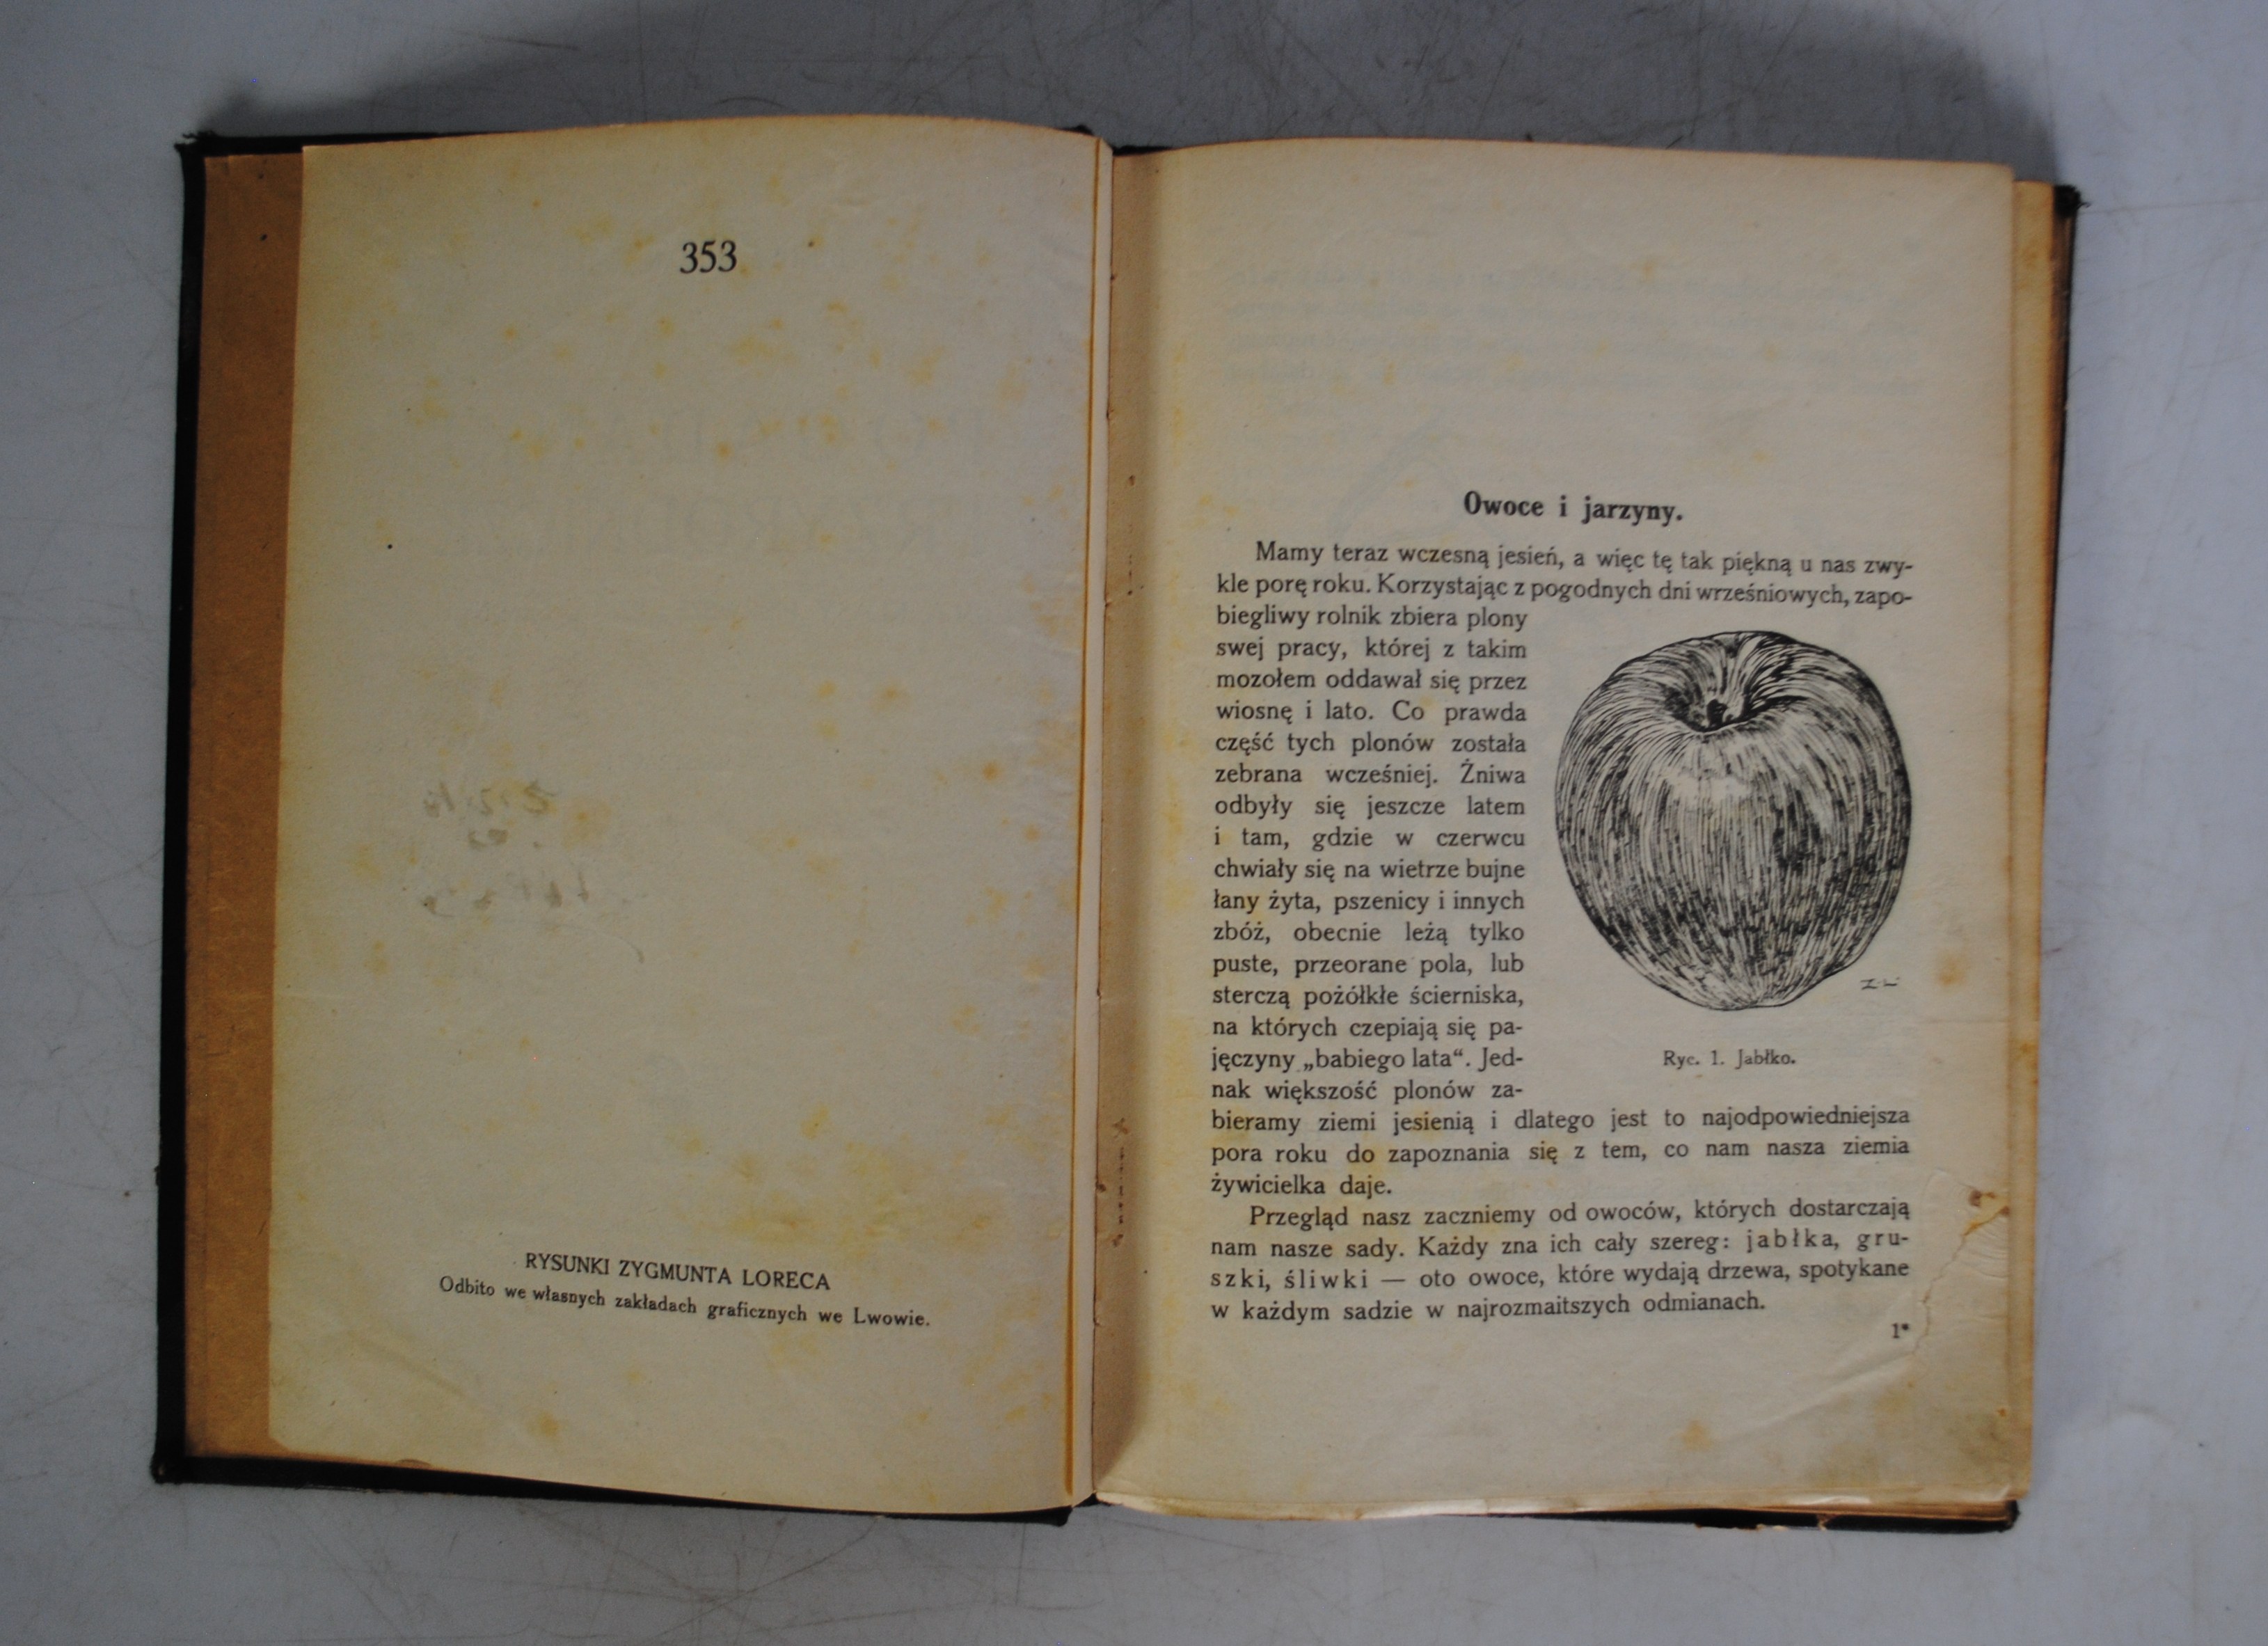 353
RYSUNKI ZYGMUNTA LORECA
Odbito we własnych zakładach graficznych we Lwowie.
Owoce i jarzyny.
Mamy teraz wczesną jesień, a więc tę tak piękną u nas zwy-
kle porę roku. Korzystając z pogodnych dni wrześniowych, zapo-
biegliwy rolnik zbiera plony
swej pracy, której z takim
mozołem oddawał się przez
wiosnę i lato. Co prawda
część tych plonów została
zebrana wcześniej. Żniwa
odbyły się jeszcze latem
i tam, gdzie w czerwcu
chwiały się na wietrze bujne
łany żyta, pszenicy i innych
zbóż, obecnie leżą tylko
puste, przeorane pola, lub
sterczą pożółkłe ścierniska,
na których czepiają się pa-
jęczyny „babiego lata“. Jed-
nak większość plonów za-
bieramy ziemi jesienią i dlatego jest to najodpowiedniejsza
pora roku do zapoznania się z tem, co nam nasza ziemia
żywicielka daje.
Przegląd nasz zaczniemy od owoców, których dostarczają
nam nasze sady. Każdy zna ich cały szereg: jabłka, gru-
szki, śliwki — oto owoce, które wydają drzewa, spotykane
w każdym sadzie w najrozmaitszych odmianach.
ZL
Ryc. 1. Jabłko.
1*